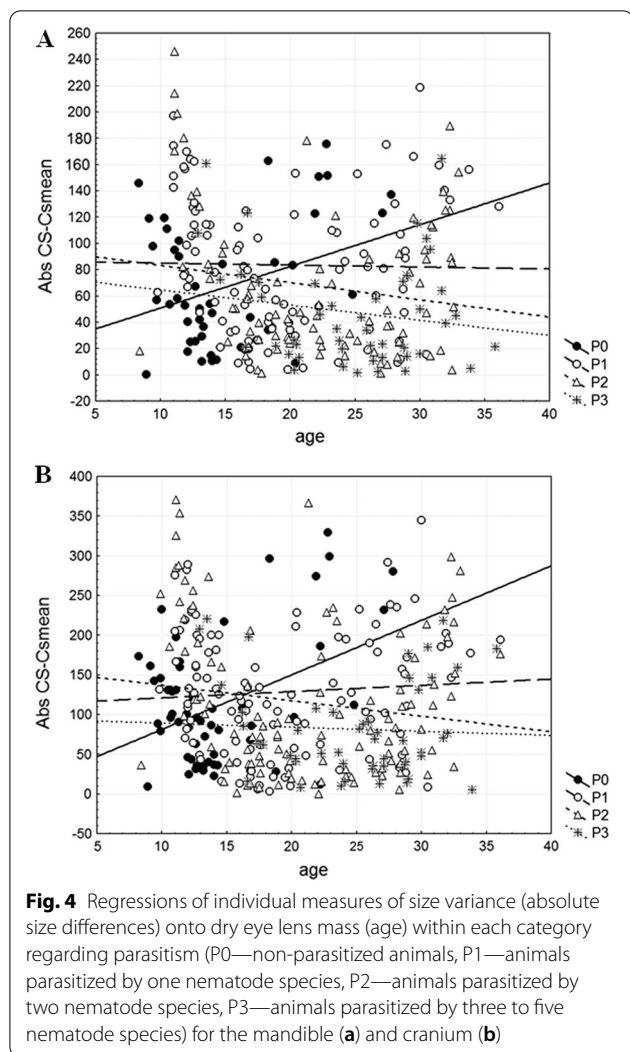 A
260
240
220
200
180
160
140
120
100
80
60
40
20
0
-20
Abs CS-Csmean
5 10 15 20 25 30 35 40
age
P0
P1
P2
P3
B
400
350
300
250
200
150
100
50
0
-50
Abs CS-Csmean
5 10 15 20 25 30 35 40
age
P0
P1
P2
P3
Fig. 4 Regressions of individual measures of size variance (absolute
size differences) onto dry eye lens mass (age) within each category
regarding parasitism (P0—non-parasitized animals, P1—animals
parasitized by one nematode species, P2—animals parasitized by
two nematode species, P3—animals parasitized by three to five
nematode species) for the mandible (a) and cranium (b)